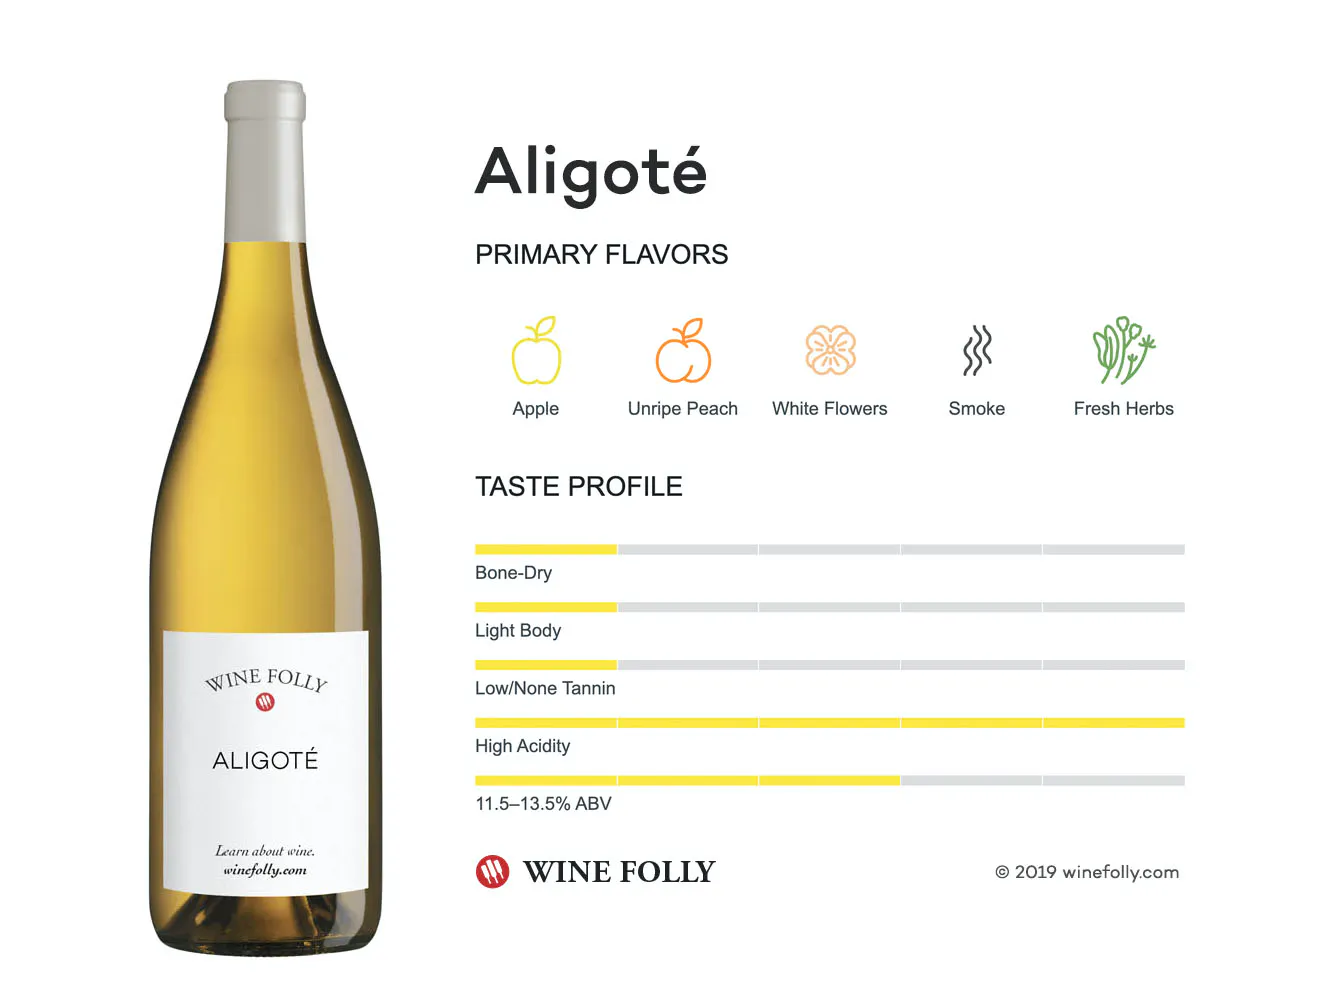 Aligoté
PRIMARY FLAVORS
Apple
Unripe Peach
White Flowers
Smoke
Fresh Herbs
TASTE PROFILE
Bone-Dry
Light Body
Low/None Tannin
High Acidity
11.5–13.5% ABV
WINE FOLLY
© 2019 winefolly.com
WINE FOLLY
ALIGOTÉ
Learn about wine.
winefolly.com